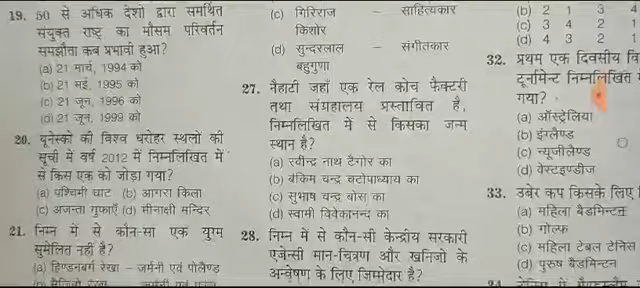 19. 50 से अधिक देशों द्वारा समर्थित
संयुक्त राष्ट्र का मौसम परिवर्तन
समझौता कब प्रभावी हुआ?
(a) 21 मार्च, 1994 को
(b) 21 मई, 1995 को
(c) 21 जून, 1996 को
(d) 21 जून, 1999 को
20. यूनेस्को की विश्व धरोहर स्थलों की
सूची में वर्ष 2012 में निम्नलिखित में
से किस एक को जोड़ा गया?
(a) पश्चिमी घाट (b) आगरा किला
(c) अजन्ता गुफाएँ (d) मीनाक्षी मन्दिर
21. निम्न में से कौन-सा एक युग्म
सुमेलित नहीं है?
(a) हिण्डनबर्ग रेखा – जर्मनी एवं पोलैण्ड
(c) गिरिराज – साहित्यकार
किशोर
(d) सुन्दरलाल – संगीतकार
बहुगुणा
27. नैहाटी जहाँ एक रेल कोच फैक्टरी
तथा संग्रहालय प्रस्तावित है,
निम्नलिखित में से किसका जन्म
स्थान है?
(a) रवीन्द्र नाथ टैगोर का
(b) बंकिम चन्द्र चटोपाध्याय का
(c) सुभाष चन्द्र बोस का
(d) स्वामी विवेकानन्द का
28. निम्न में से कौन-सी केन्द्रीय सरकारी
एजेन्सी मान-चित्रण और खनिजों के
अन्वेषण के लिए जिम्मेदार है?
(b) 2 1 3 4
(c) 3 4 2 1
(d) 4 3 2 1
32. प्रथम एक दिवसीय वि
टूर्नामेन्ट निम्नलिखित
गया?
(a) ऑस्ट्रेलिया
(b) इंग्लैण्ड
(c) न्यूजीलैण्ड
(d) वेस्टइण्डीज
33. उबेर कप किसके लिए
(a) महिला बैडमिन्टन
(b) गोल्फ
(c) महिला टेबल टेनिस
(d) पुरुष बैडमिन्टन